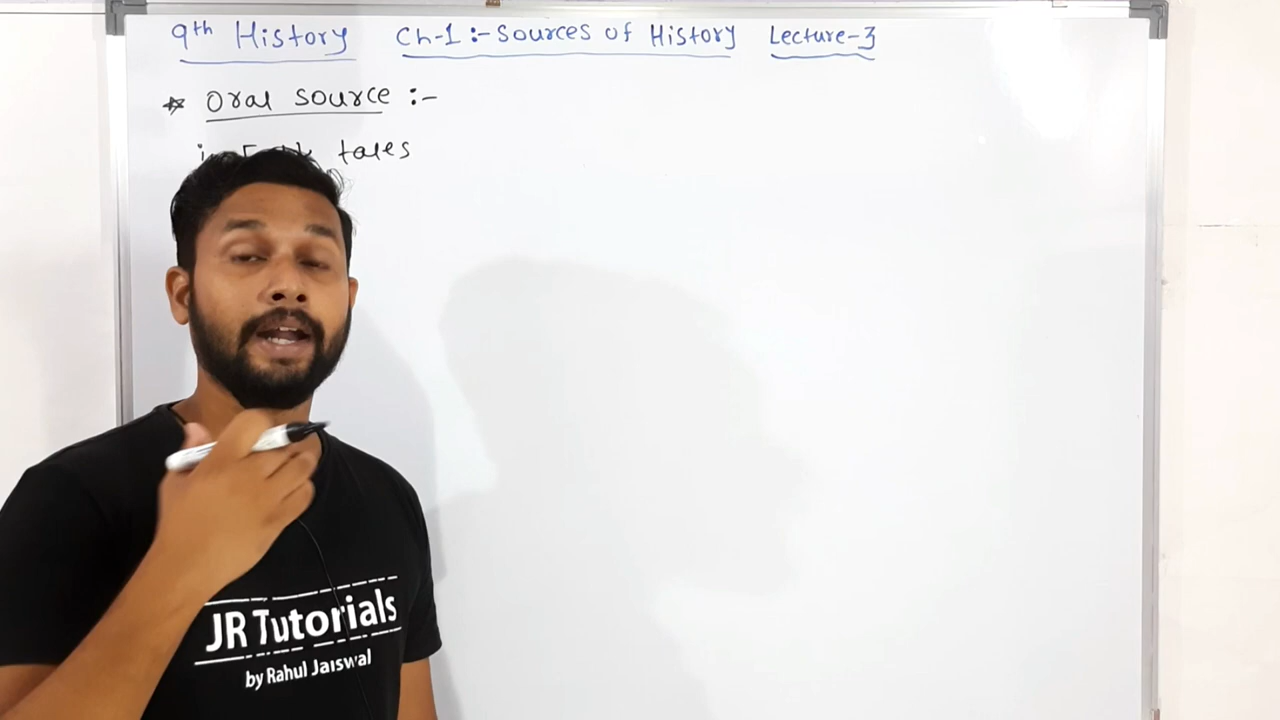 9th History Ch-1 :- Sources of History Lecture-3
* Oral source :-
tales
JR Tutorials
by Rahul Jaiswal